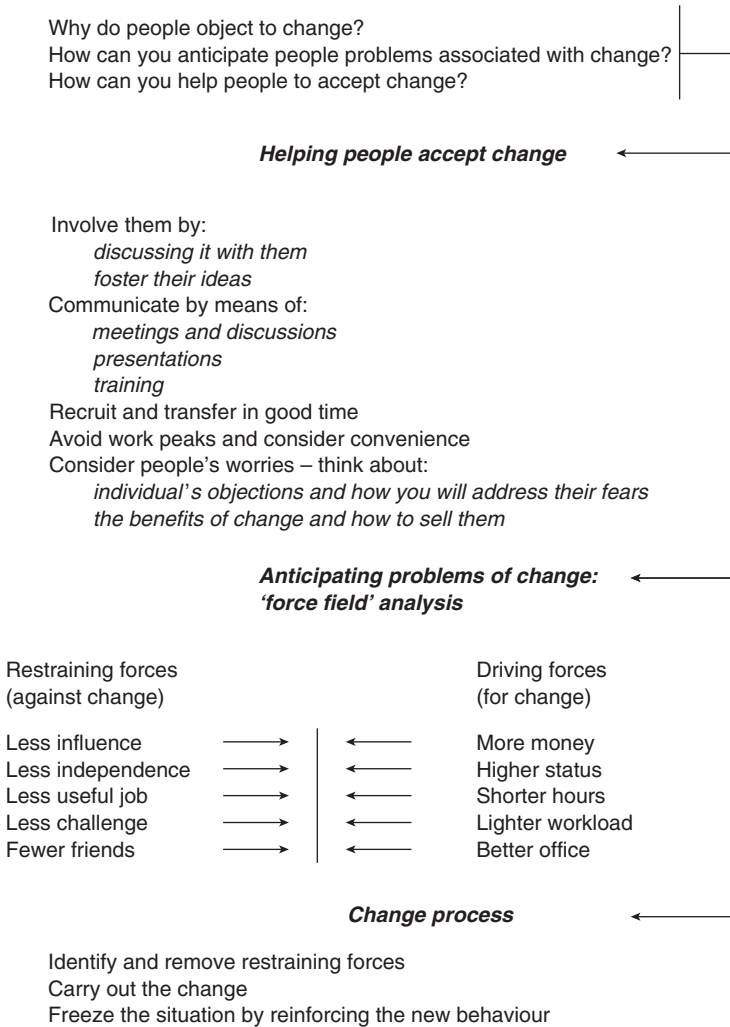 Why do people object to change?
How can you anticipate people problems associated with change?
How can you help people to accept change?
Helping people accept change
Involve them by:
discussing it with them
foster their ideas
Communicate by means of:
meetings and discussions
presentations
training
Recruit and transfer in good time
Avoid work peaks and consider convenience
Consider people's worries – think about:
individual's objections and how you will address their fears
the benefits of change and how to sell them
Anticipating problems of change:
‘force field’ analysis
Restraining forces
(against change)
Driving forces
(for change)
Less influence
More money
Less independence
Higher status
Less useful job
Shorter hours
Less challenge
Lighter workload
Fewer friends
Better office
Change process
Identify and remove restraining forces
Carry out the change
Freeze the situation by reinforcing the new behaviour